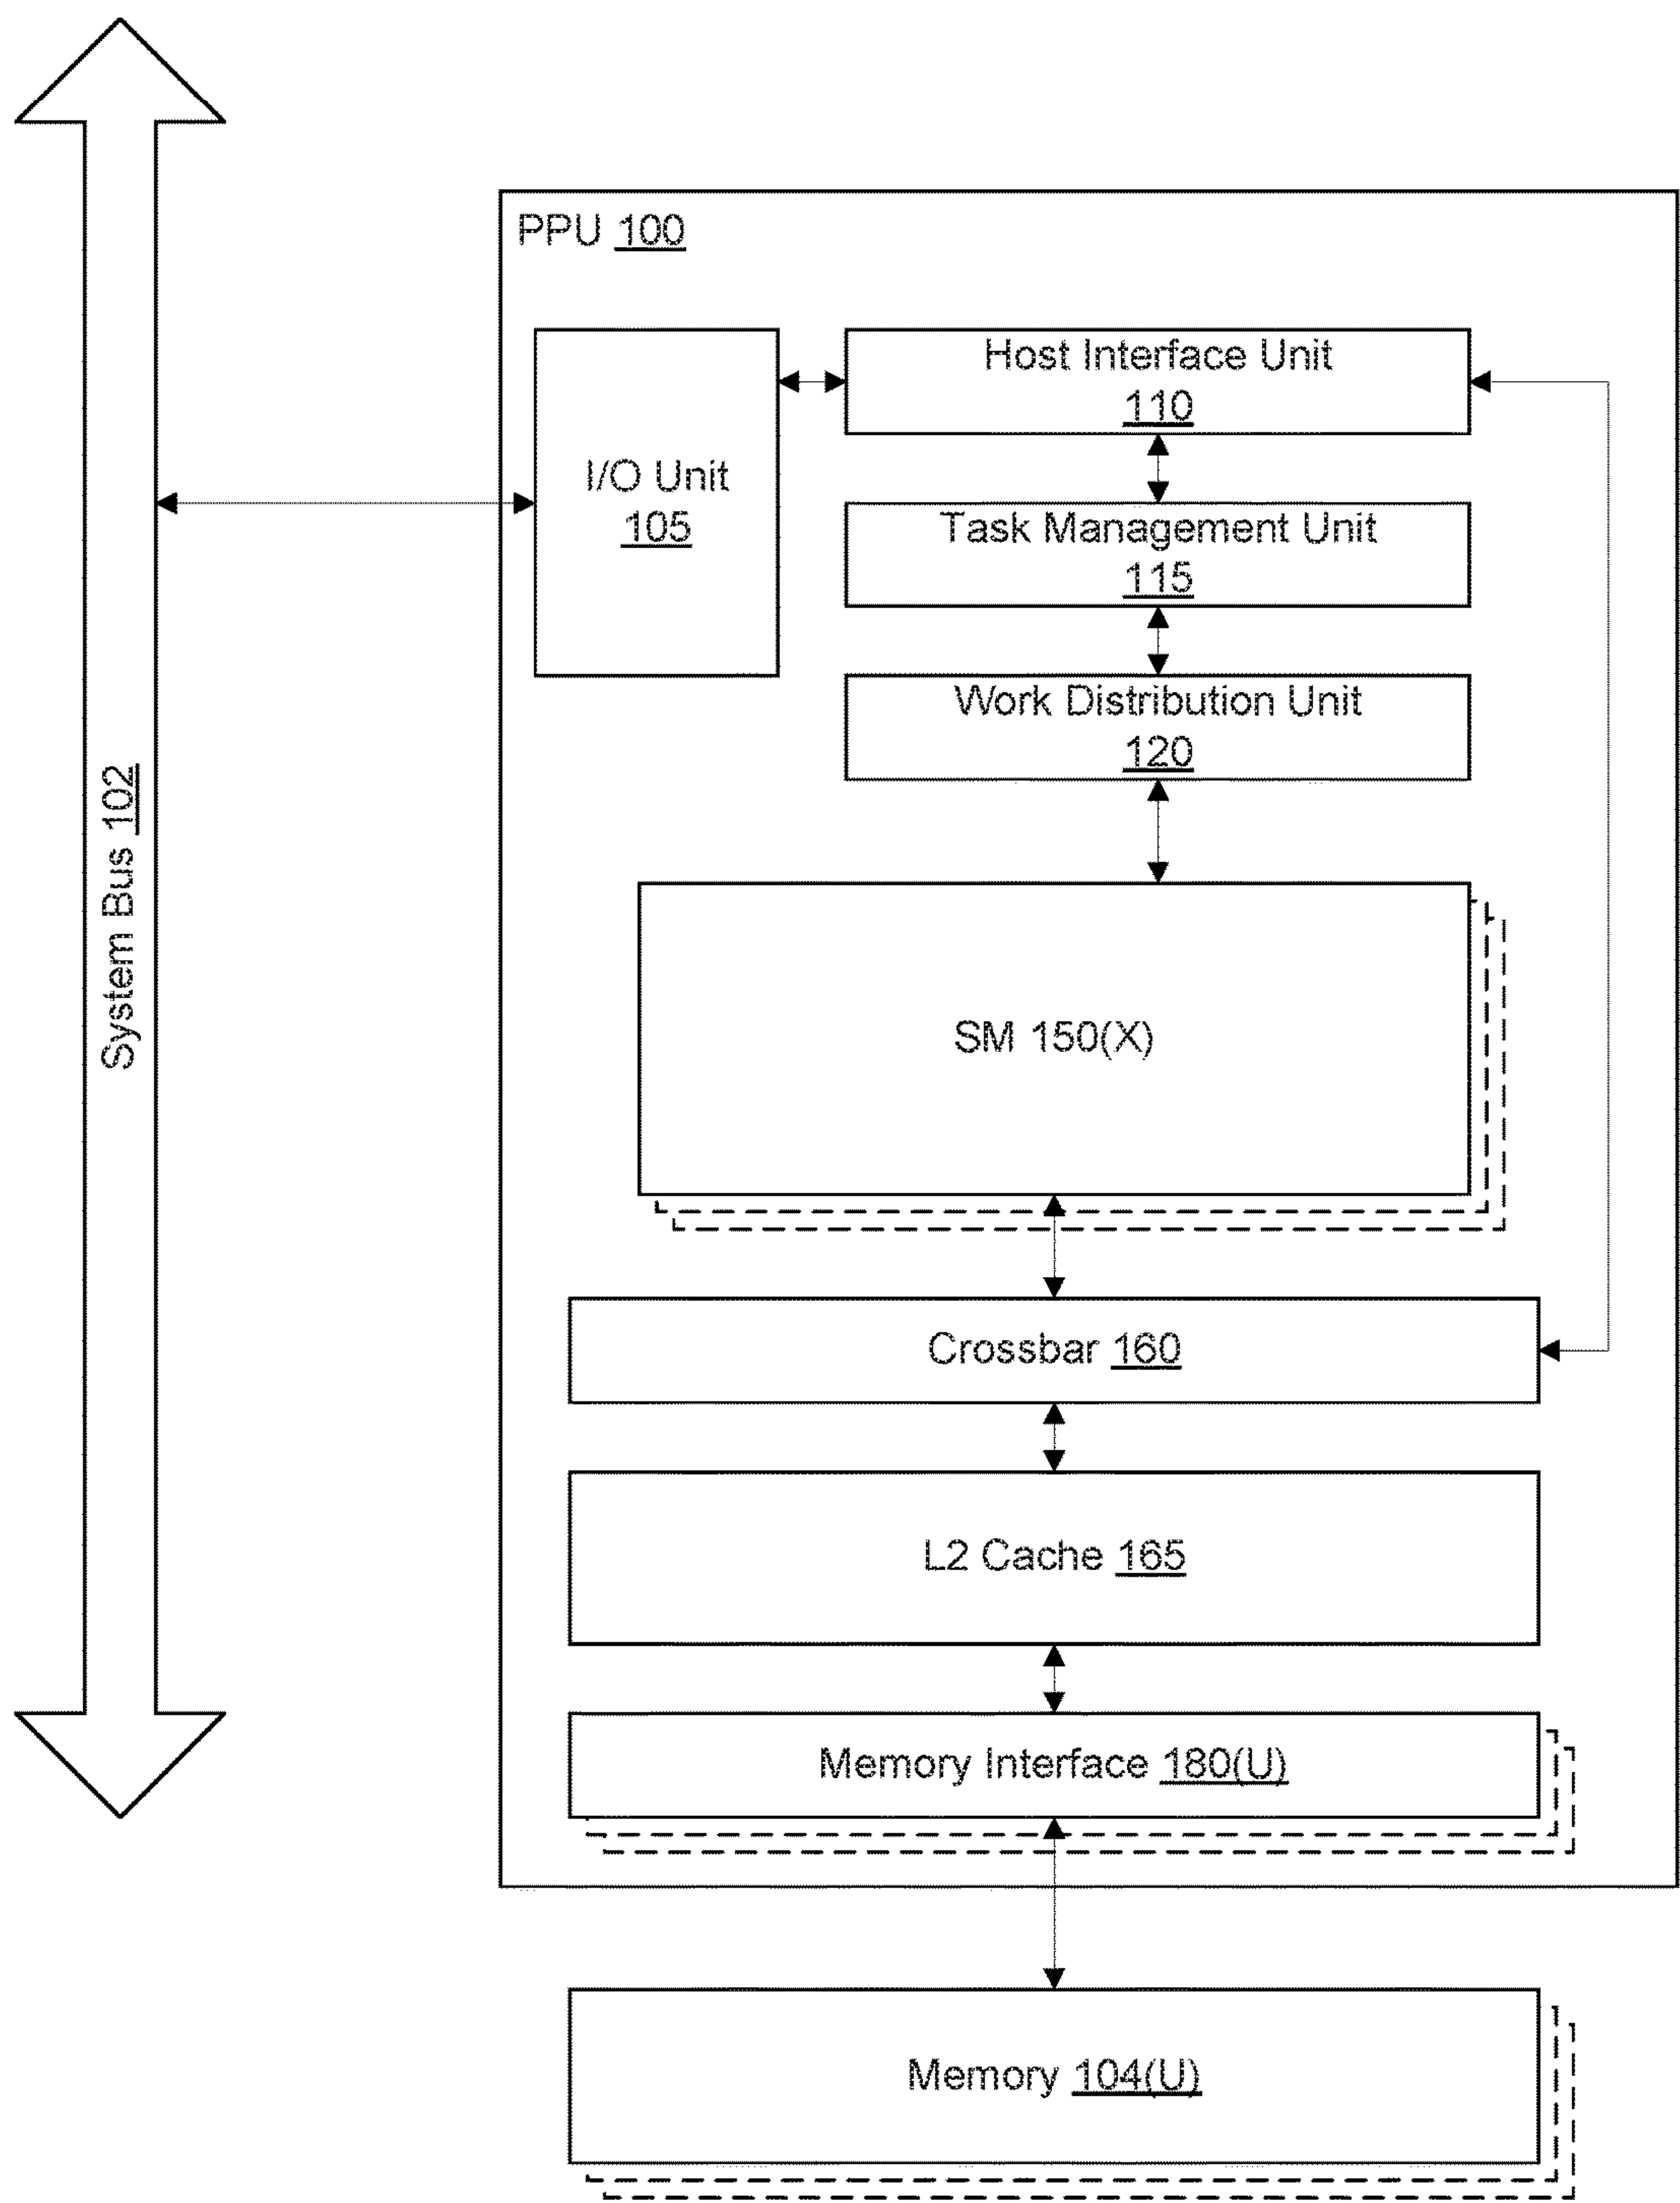 PPU 100
Host Interface Unit
110
I/O Unit
105
Task Management Unit
115
Work Distribution Unit
120
System Bus 102
SM 150(X)
Crossbar 160
L2 Cache 165
Memory Interface 180(U)
Memory 104(U)